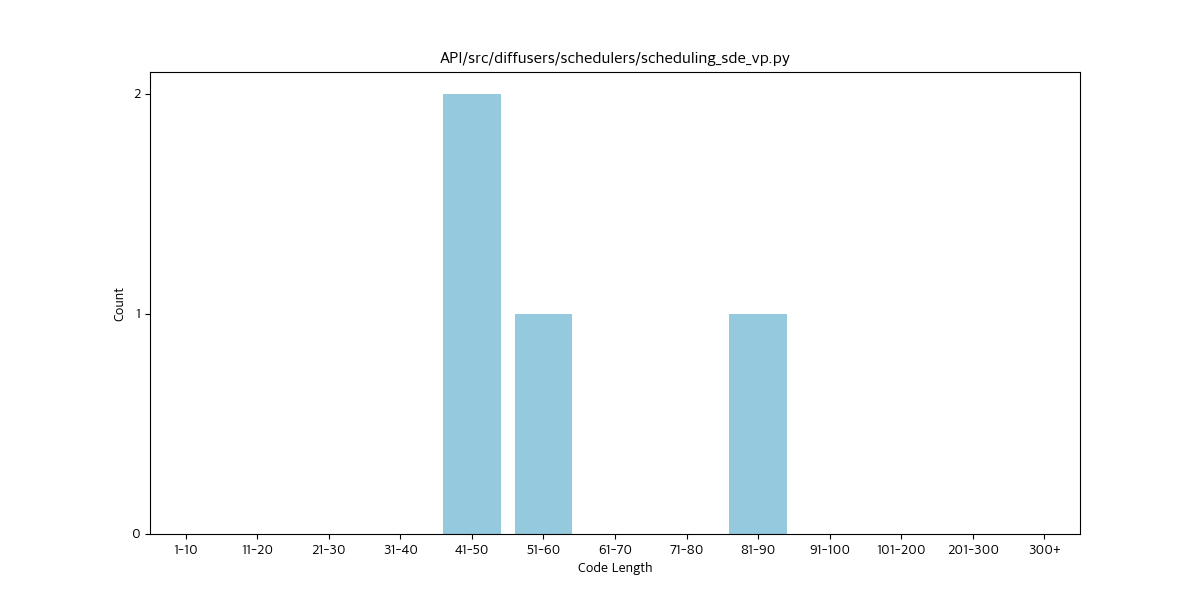 API/src/diffusers/schedulers/scheduling_sde_vp.py
2
1
0
Count
1-10 11-20 21-30 31-40 41-50 51-60 61-70 71-80 81-90 91-100 101-200 201-300 300+
Code Length